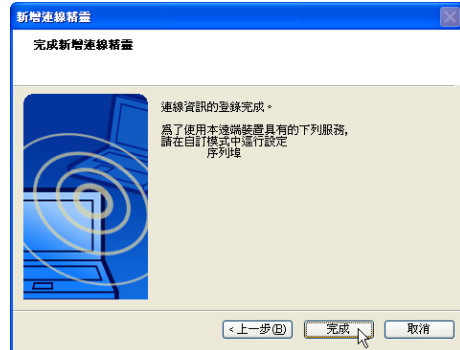 新增連線精靈
完成新增連線精靈
連線資訊的登錄完成。
為了使用本遠端裝置具有的下列服務,
請在自訂模式中進行設定
序列埠
<上一步(B)
完成
取消